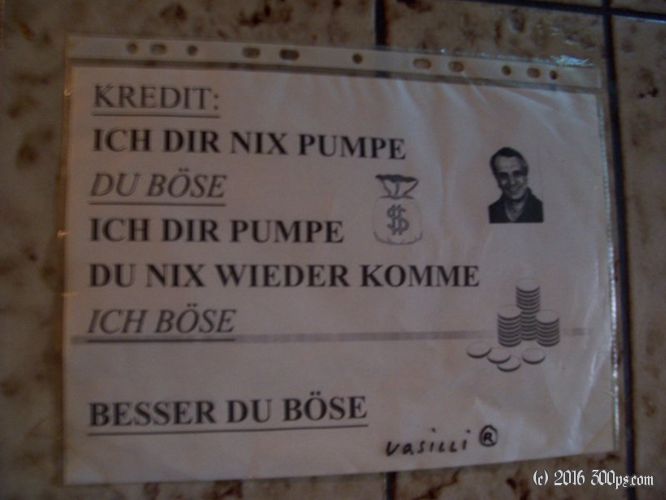 KREDIT:
ICH DIR NIX PUMPE
DU BÖSE
ICH DIR PUMPE
$
DU NIX WIEDER KOMME
ICH BÖSE
BESSER DU BÖSE
vasilli ®
(c) 2016 300ps.com